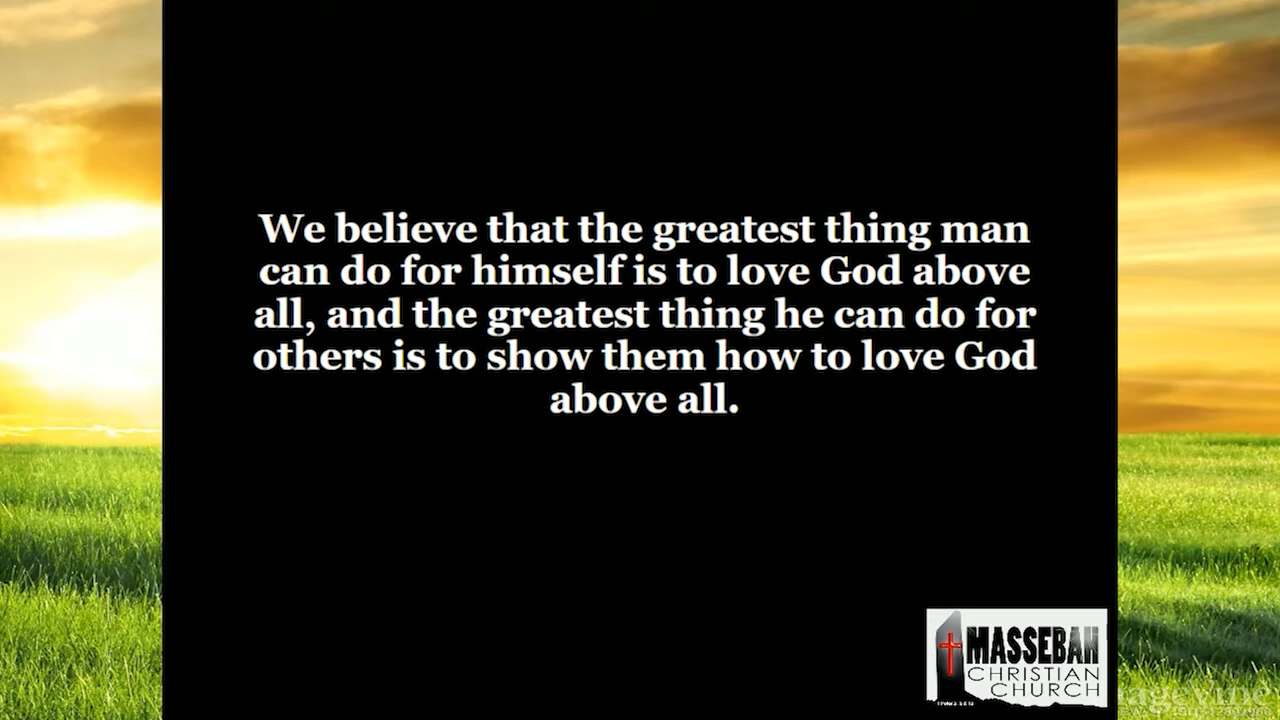 We believe that the greatest thing man
can do for himself is to love God above
all, and the greatest thing he can do for
others is to show them how to love God
above all.
MASSEBAH
CHRISTIAN
CHURCH